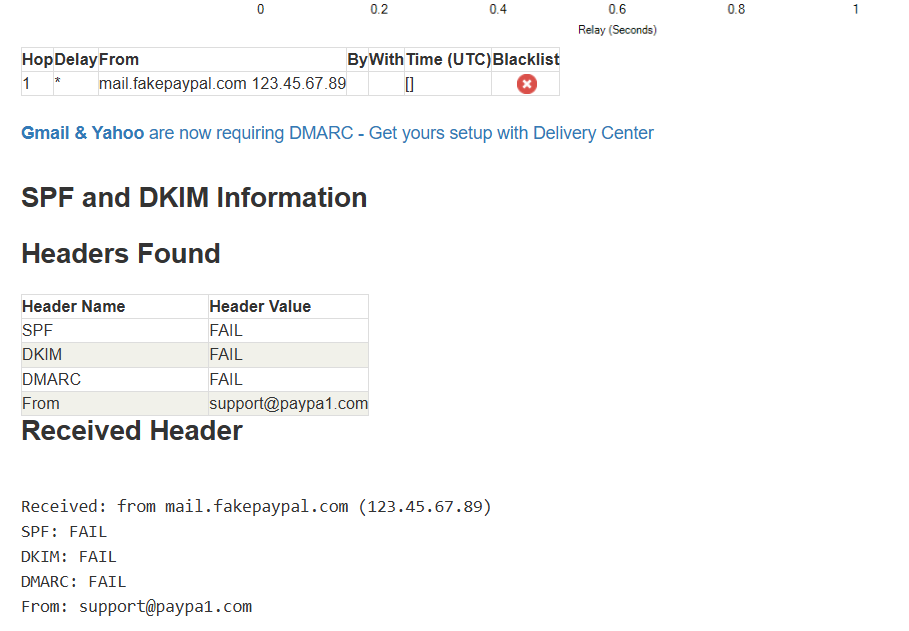 0 0.2 0.4 0.6 0.8 1
Relay (Seconds)
Hop Delay From By With Time (UTC) Blacklist
1 * mail.fakepaypal.com 123.45.67.89 []
Gmail & Yahoo are now requiring DMARC - Get yours setup with Delivery Center
SPF and DKIM Information
Headers Found
Header Name Header Value
SPF FAIL
DKIM FAIL
DMARC FAIL
From support@paypa1.com
Received Header
Received: from mail.fakepaypal.com (123.45.67.89)
SPF: FAIL
DKIM: FAIL
DMARC: FAIL
From: support@paypa1.com